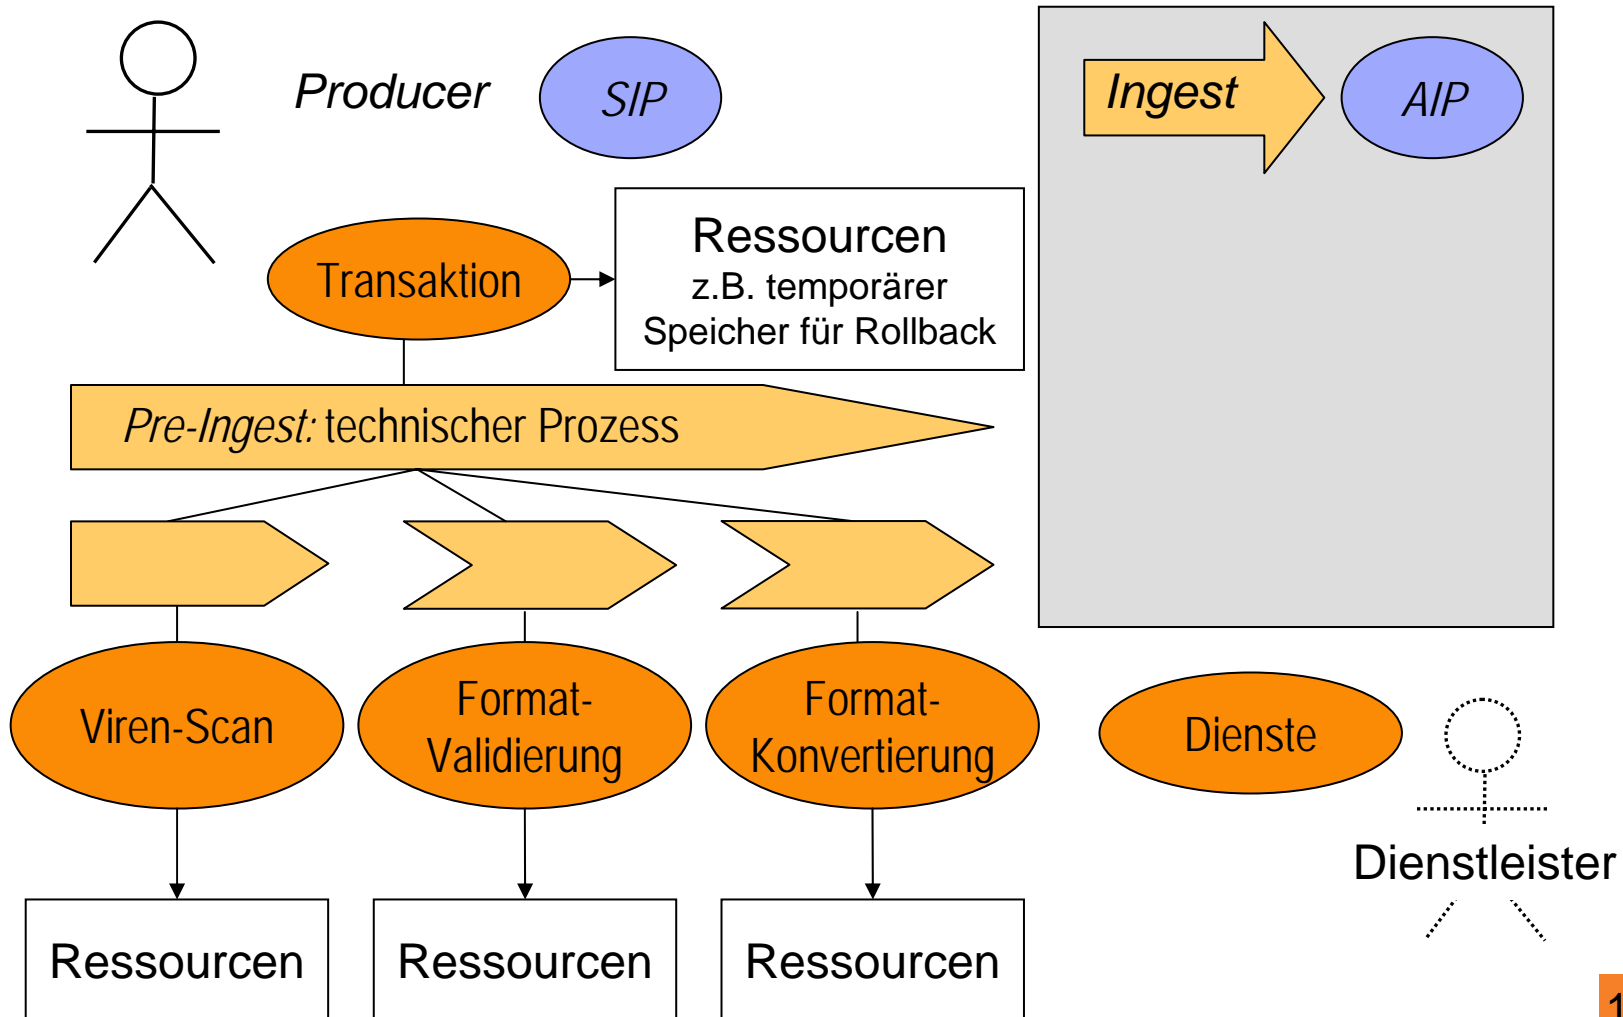 Producer
SIP
Ingest
AIP
Transaktion
Ressourcen
z.B. temporärer
Speicher für Rollback
Pre-Ingest: technischer Prozess
Viren-Scan
Format-
Validierung
Format-
Konvertierung
Dienste
Dienstleister
Ressourcen
Ressourcen
Ressourcen
1